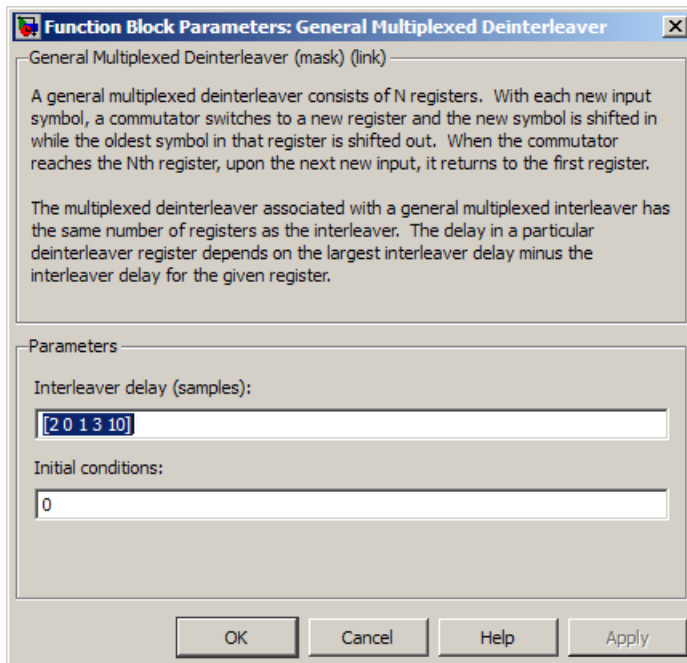 Function Block Parameters: General Multiplexed Deinterleaver
General Multiplexed Deinterleaver (mask) (link)
A general multiplexed deinterleaver consists of N registers.  With each new input
symbol, a commutator switches to a new register and the new symbol is shifted in
while the oldest symbol in that register is shifted out.  When the commutator
reaches the Nth register, upon the next new input, it returns to the first register.
The multiplexed deinterleaver associated with a general multiplexed interleaver has
the same number of registers as the interleaver.  The delay in a particular
deinterleaver register depends on the largest interleaver delay minus the
interleaver delay for the given register.
Parameters
Interleaver delay (samples):
[2 0 1 3 10]
Initial conditions:
0
OK Cancel Help Apply